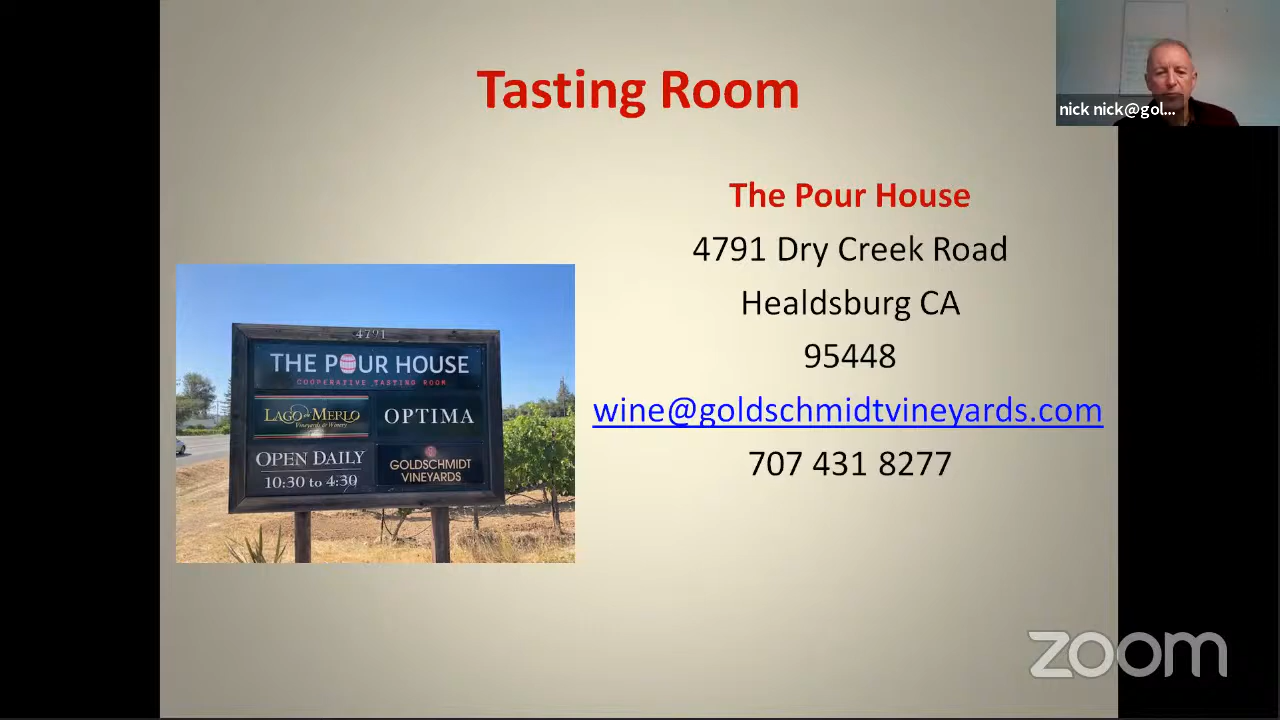 Tasting Room
nick nick@gol...
The Pour House
4791 Dry Creek Road
Healdsburg CA
95448
wine@goldschmidtvineyards.com
707 431 8277
4791
THE POUR HOUSE
COOPERATIVE TASTING ROOM
LAGO di MERLO
Vineyards & Winery
OPTIMA
OPEN DAILY
10:30 to 4:30
GOLDSCHMIDT
VINEYARDS
zoom